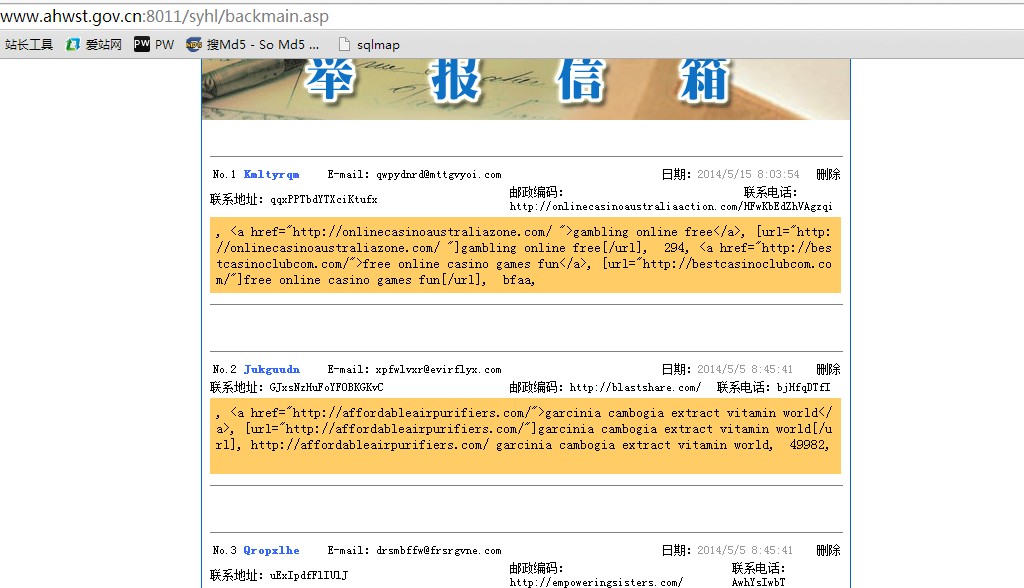 www.ahwst.gov.cn:8011/syhl/backmain.asp
站长工具 爱站网 PW PW 搜Md5 - So Md5 ... sqlmap
举报信箱
No.1 Kmltyrqm E-mail: qwpydnrd@mttgvyoi.com 日期: 2014/5/15 8:03:54 删除
联系地址: qqxPPTbdYTXciKtufx 邮政编码: http://onlinecasinoaustraliaaction.com/ 联系电话: HFwKbEdZhVAgzqi
, <a href="http://onlinecasinoaustraliazone.com/ ">gambling online free</a>, [url="http:
//onlinecasinoaustraliazone.com/ "]gambling online free[/url], 294, <a href="http://bes
tcasinoclubcom.com/">free online casino games fun</a>, [url="http://bestcasinoclubcom.co
m/"]free online casino games fun[/url], bfaa,
No.2 Jukguudn E-mail: xpfwlvxr@evirflyx.com 日期: 2014/5/5 8:45:41 删除
联系地址: GJxsNzHuFoYFOBKGKvC 邮政编码: http://blastshare.com/ 联系电话: bjHfqDTfI
, <a href="http://affordableairpurifiers.com/">garcinia cambogia extract vitamin world</
a>, [url="http://affordableairpurifiers.com/"]garcinia cambogia extract vitamin world[/u
rl], http://affordableairpurifiers.com/ garcinia cambogia extract vitamin world, 49982,
No.3 Qropxlhe E-mail: drsmbffw@frsrgvne.com 日期: 2014/5/5 8:45:41 删除
联系地址: uExIpdfFlIUlJ 邮政编码: http://empoweringsisters.com/ 联系电话: AwhYsIwbT